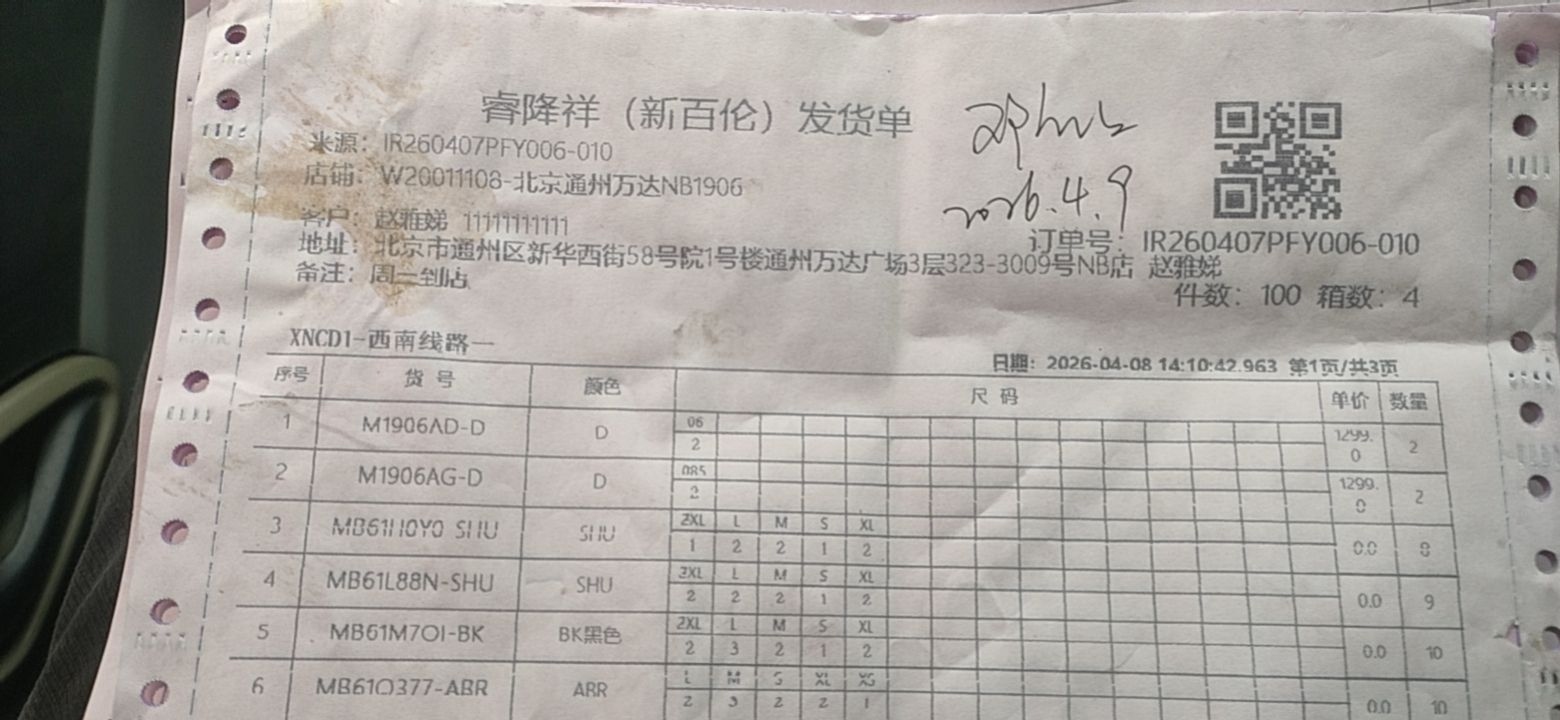 睿降祥（新百伦）发货单
来源：IR260407PFY006-010
店铺：W20011108-北京通州万达NB1906
2026.4.9
客户：赵雅娣 11111111111
订单号：IR260407PFY006-010
地址：北京市通州区新华西街58号院1号楼通州万达广场3层323-3009号NB店 赵雅娣
备注：周二到店
件数：100 箱数：4
XNCD1-西南线路一
日期：2026-04-08 14:10:42.963 第1页/共3页
序号 货号 颜色 尺码 单价 数量
1 M1906AD-D D 06 1299.0 2
2
2 M1906AG-D D 085 1299.0 2
2
3 MB61H0Y0 SHU SHU 2XL L M S XL 0.0 8
1 2 2 1 2
4 MB61L88N-SHU SHU 2XL L M S XL 0.0 9
2 2 2 1 2
5 MB61M7OI-BK BK黑色 2XL L M S XL 0.0 10
2 3 2 1 2
6 MB61O377-ABR ABR L M S XL XS 0.0 10
2 3 2 2 1